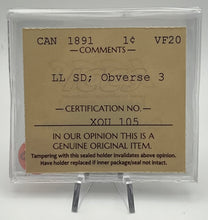 CAN 1891 1¢ VF20
COMMENTS
LL SD; Obverse 3
CERTIFICATION NO.
XOU 105
IN OUR OPINION THIS IS A
GENUINE ORIGINAL ITEM.
Tampering with this sealed holder invalidates above opinion.
Have holder replaced if inner package/seal not intact.